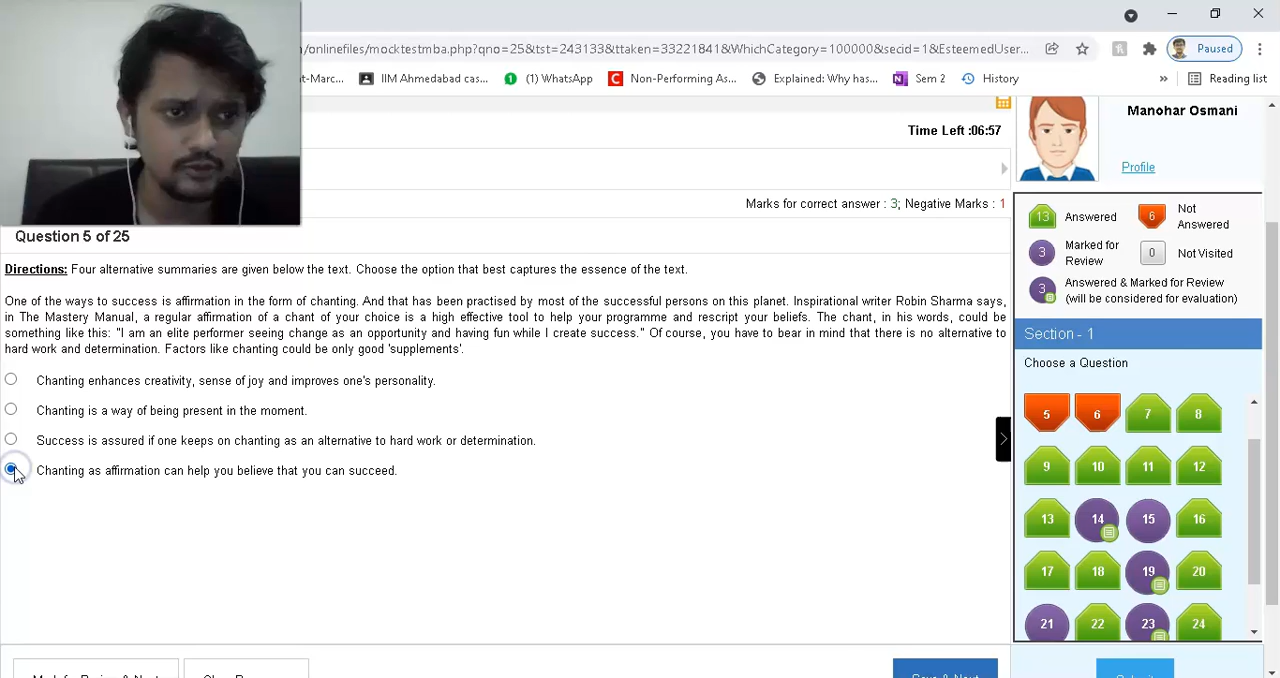 /onlinefiles/mocktestmba.php?no=25&tst=243133&ttaken=33221841&WhichCategory=100000&secid=1&EsteemedUser...
Paused
t-Marc...
IIM Ahmedabad cas...
(1) WhatsApp
Non-Performing As...
Explained: Why has...
Sem 2
History
»
Reading list
Time Left :06:57
Manohar Osmani
Profile
Marks for correct answer : 3; Negative Marks : 1
Question 5 of 25
Directions: Four alternative summaries are given below the text. Choose the option that best captures the essence of the text.
One of the ways to success is affirmation in the form of chanting. And that has been practised by most of the successful persons on this planet. Inspirational writer Robin Sharma says,
in The Mastery Manual, a regular affirmation of a chant of your choice is a high effective tool to help your programme and rescript your beliefs. The chant, in his words, could be
something like this: "I am an elite performer seeing change as an opportunity and having fun while I create success." Of course, you have to bear in mind that there is no alternative to
hard work and determination. Factors like chanting could be only good 'supplements'.
Chanting enhances creativity, sense of joy and improves one's personality.
Chanting is a way of being present in the moment.
Success is assured if one keeps on chanting as an alternative to hard work or determination.
Chanting as affirmation can help you believe that you can succeed.
13 Answered
6 Not
Answered
3 Marked for
Review
0 Not Visited
3 Answered & Marked for Review
(will be considered for evaluation)
Section - 1
Choose a Question
5 6 7 8
9 10 11 12
13 14 15 16
17 18 19 20
21 22 23 24